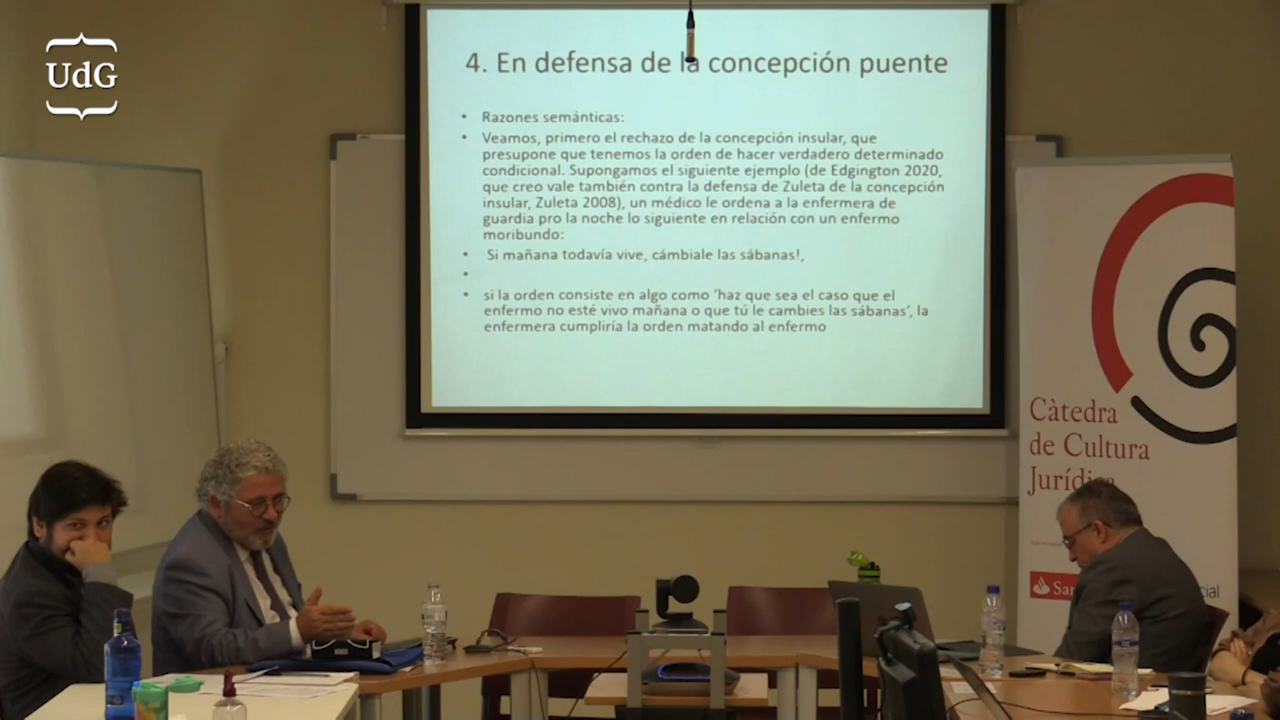 UdG
4. En defensa de la concepción puente
• Razones semánticas:
• Veamos, primero el rechazo de la concepción insular, que
presupone que tenemos la orden de hacer verdadero determinado
condicional. Supongamos el siguiente ejemplo (de Edgington 2020,
que creo vale también contra la defensa de Zuleta de la concepción
insular, Zuleta 2008), un médico le ordena a la enfermera de
guardia pro la noche lo siguiente en relación con un enfermo
moribundo:
• Si mañana todavía vive, cámbiale las sábanas!,
•
• si la orden consiste en algo como ‘haz que sea el caso que el
enfermo no esté vivo mañana o que tú le cambies las sábanas’, la
enfermera cumpliría la orden matando al enfermo
Càtedra
de Cultura
Jurídica